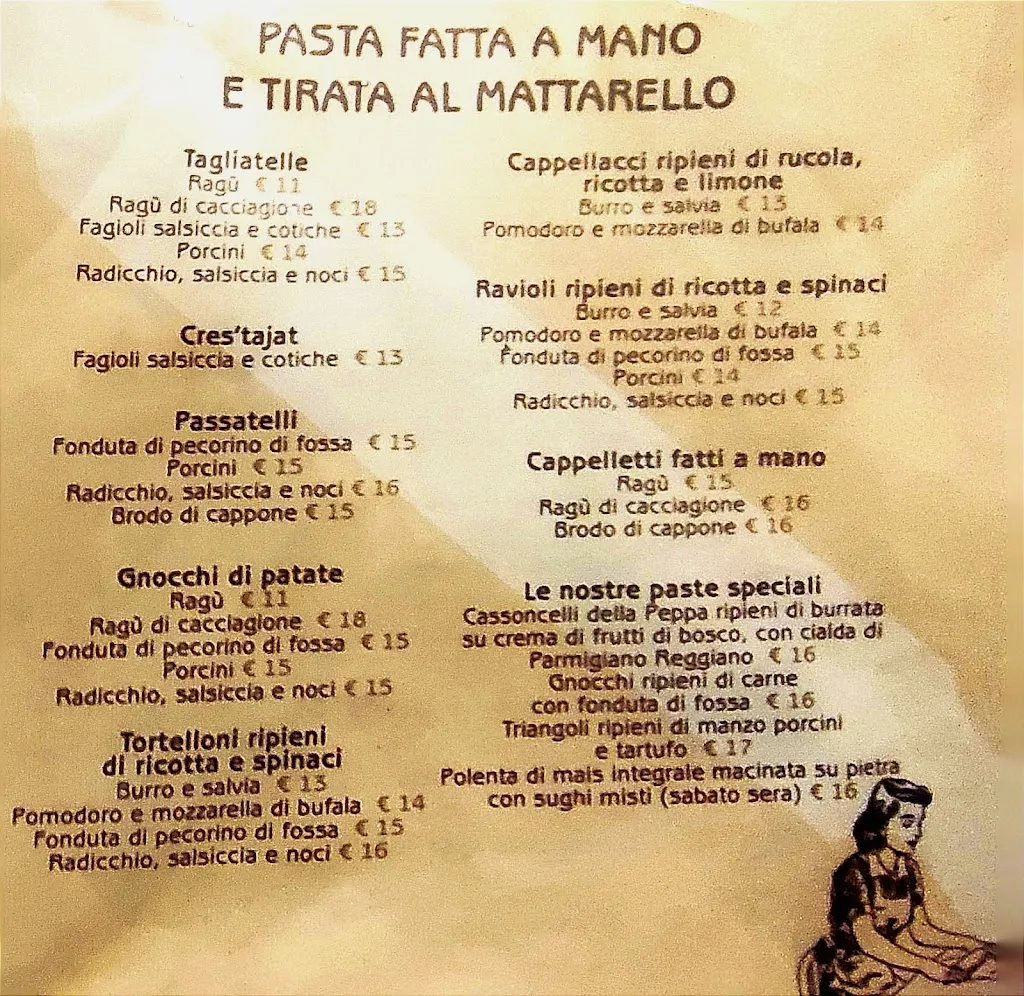 PASTA FATTA A MANO
E TIRATA AL MATTARELLO
Tagliatelle
Ragù € 11
Ragù di cacciagione € 18
Fagioli salsiccia e cotiche € 13
Porcini € 14
Radicchio, salsiccia e noci € 15
Cres'tajat
Fagioli salsiccia e cotiche € 13
Passatelli
Fonduta di pecorino di fossa € 15
Porcini € 15
Radicchio, salsiccia e noci € 16
Brodo di cappone € 15
Gnocchi di patate
Ragù € 11
Ragù di cacciagione € 18
Fonduta di pecorino di fossa € 15
Porcini € 15
Radicchio, salsiccia e noci € 15
Tortelloni ripieni
di ricotta e spinaci
Burro e salvia € 13
Pomodoro e mozzarella di bufala € 14
Fonduta di pecorino di fossa € 15
Radicchio, salsiccia e noci € 16
Cappellacci ripieni di rucola,
ricotta e limone
Burro e salvia € 13
Pomodoro e mozzarella di bufala € 14
Ravioli ripieni di ricotta e spinaci
Burro e salvia € 12
Pomodoro e mozzarella di bufala € 14
Fonduta di pecorino di fossa € 15
Porcini € 14
Radicchio, salsiccia e noci € 15
Cappelletti fatti a mano
Ragù € 15
Ragù di cacciagione € 16
Brodo di cappone € 16
Le nostre paste speciali
Cassoncelli della Peppa ripieni di burrata
su crema di frutti di bosco, con cialda di
Parmigiano Reggiano € 16
Gnocchi ripieni di carne
con fonduta di fossa € 16
Triangoli ripieni di manzo porcini
e tartufo € 17
Polenta di mais integrale macinata su pietra
con sughi misti (sabato sera) € 16